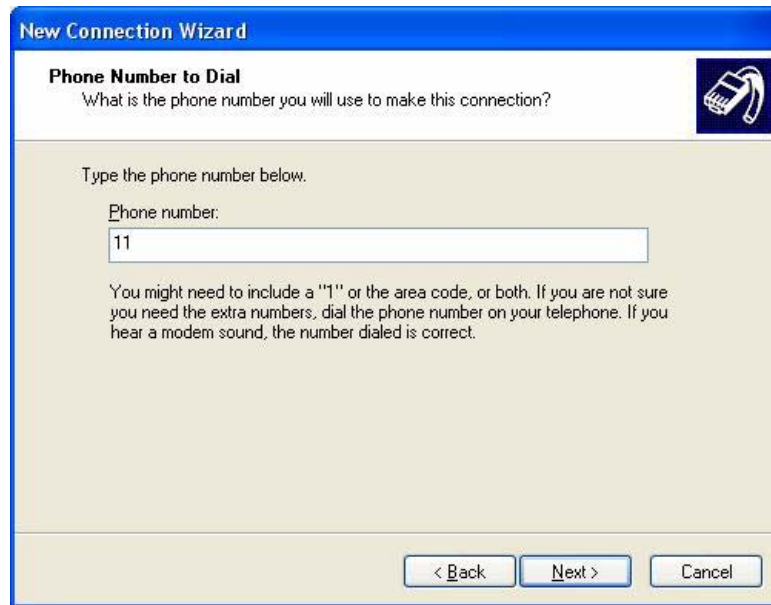 New Connection Wizard
Phone Number to Dial
What is the phone number you will use to make this connection?
Type the phone number below.
Phone number:
11
You might need to include a "1" or the area code, or both. If you are not sure
you need the extra numbers, dial the phone number on your telephone. If you
hear a modem sound, the number dialed is correct.
< Back Next > Cancel